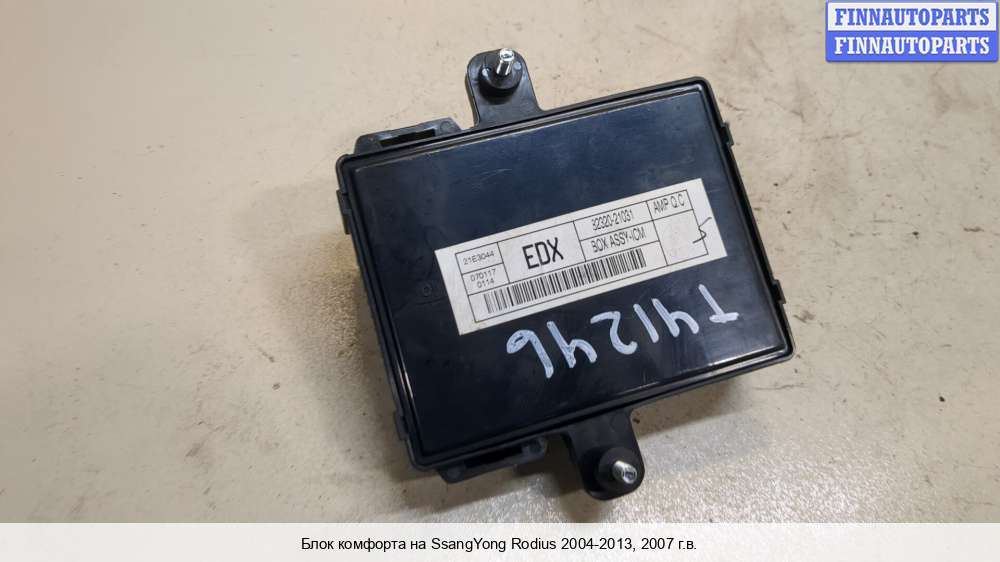 FINNAUTOPARTS
FINNAUTOPARTS
21E3044
070117
0114
EDX
82320-21031
BOX ASSY-ICM
AMP Q.C
T41246
Блок комфорта на SsangYong Rodius 2004-2013, 2007 г.в.